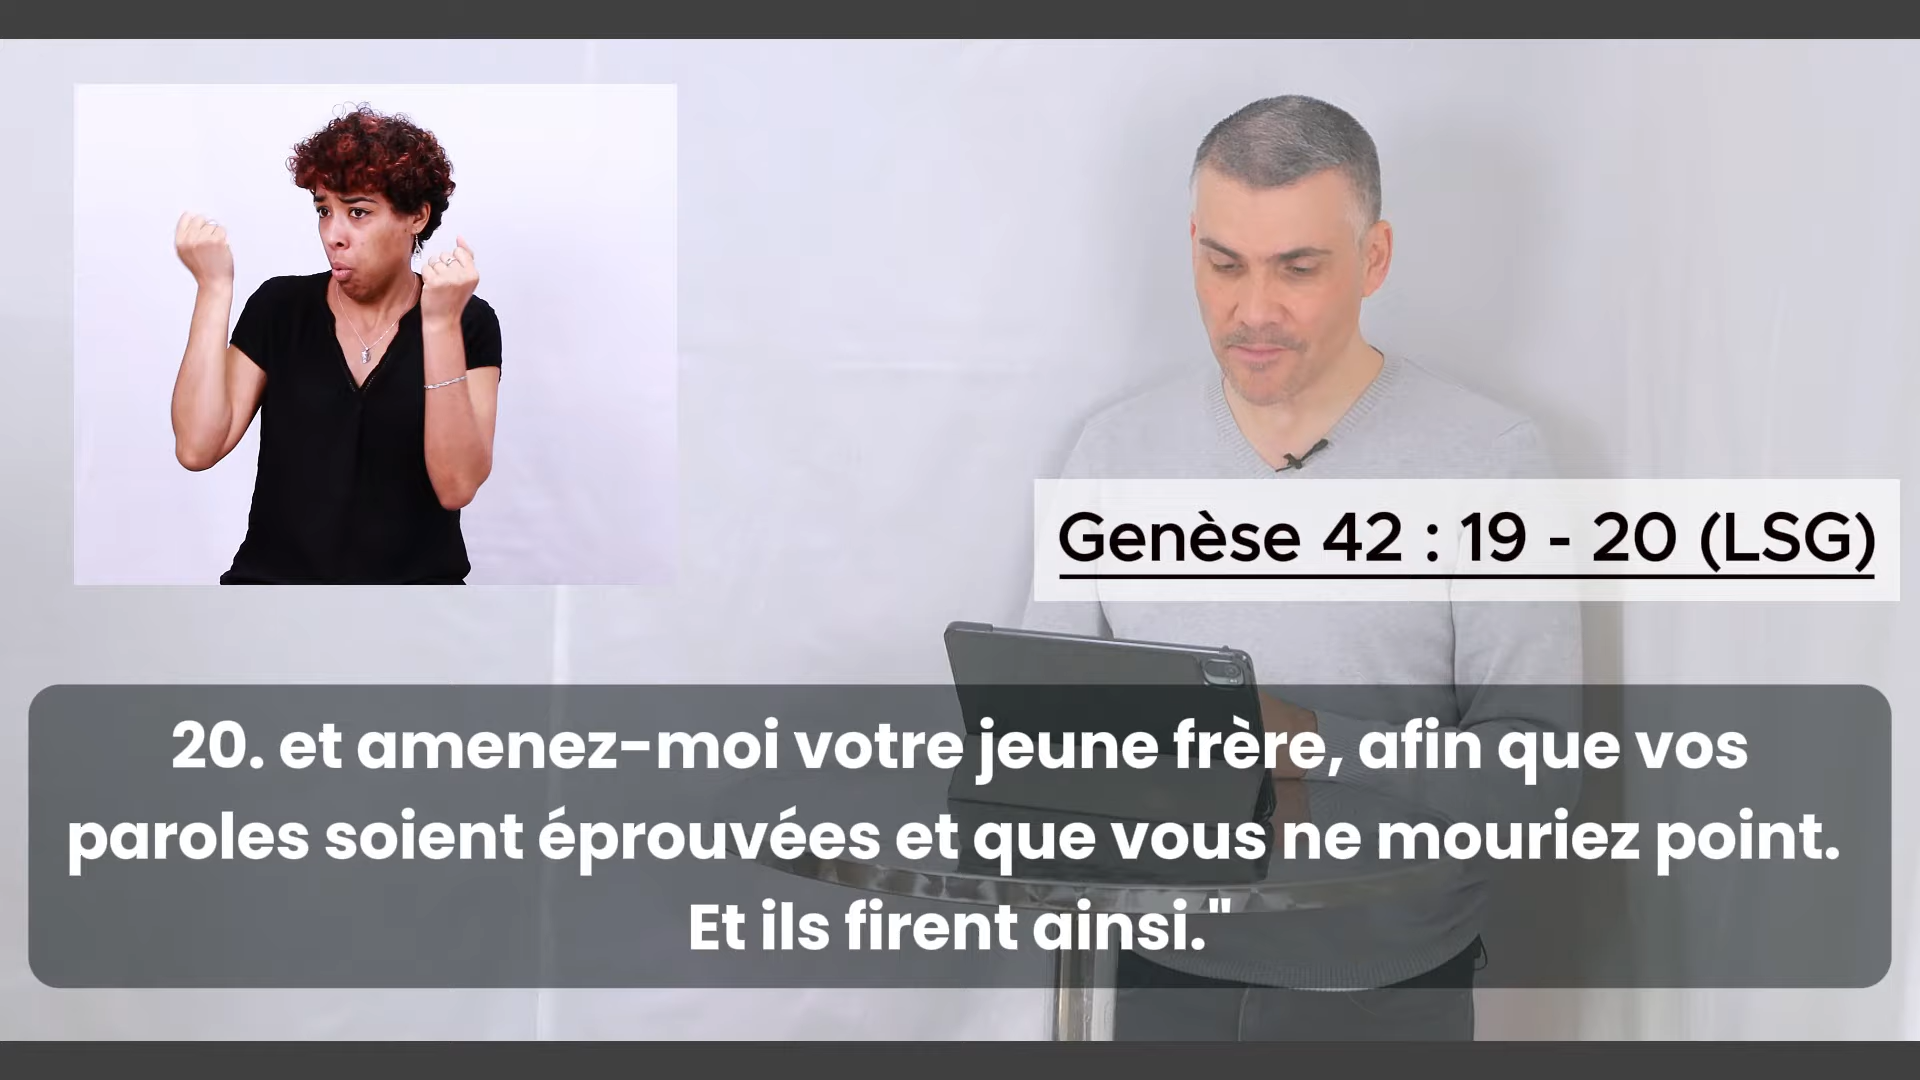 Genèse 42 : 19 - 20 (LSG)
20. et amenez-moi votre jeune frère, afin que vos
paroles soient éprouvées et que vous ne mouriez point.
Et ils firent ainsi."